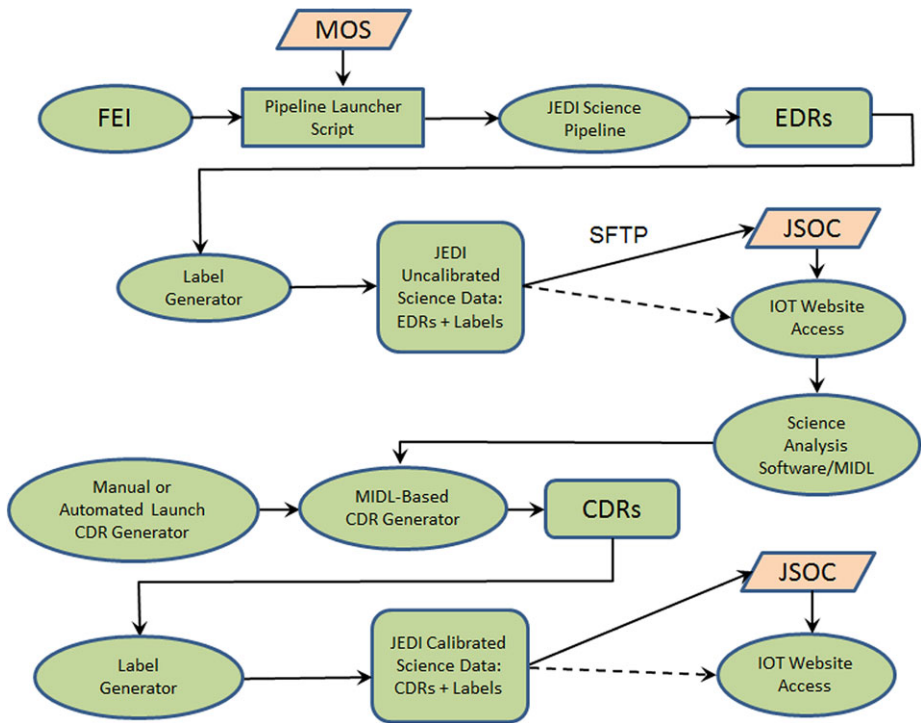 MOS
FEI
Pipeline Launcher
Script
JEDI Science
Pipeline
EDRs
Label
Generator
JEDI
Uncalibrated
Science Data:
EDRs + Labels
SFTP
JSOC
IOT Website
Access
Science
Analysis
Software/MIDL
Manual or
Automated Launch
CDR Generator
MIDL-Based
CDR Generator
CDRs
Label
Generator
JEDI Calibrated
Science Data:
CDRs + Labels
JSOC
IOT Website
Access